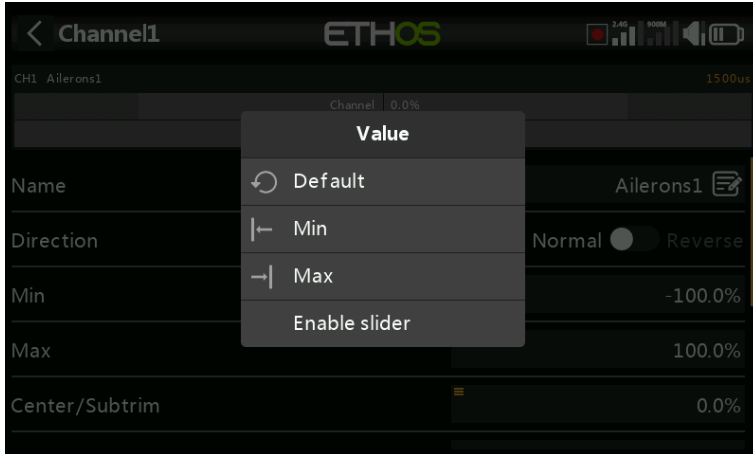 Channel1
ETHOS
2.4G 900M
CH1 Ailerons1
1500us
Channel 0.0%
Value
Default
Min
Max
Enable slider
Name
Ailerons1
Direction
Normal Reverse
Min
-100.0%
Max
100.0%
Center/Subtrim
0.0%